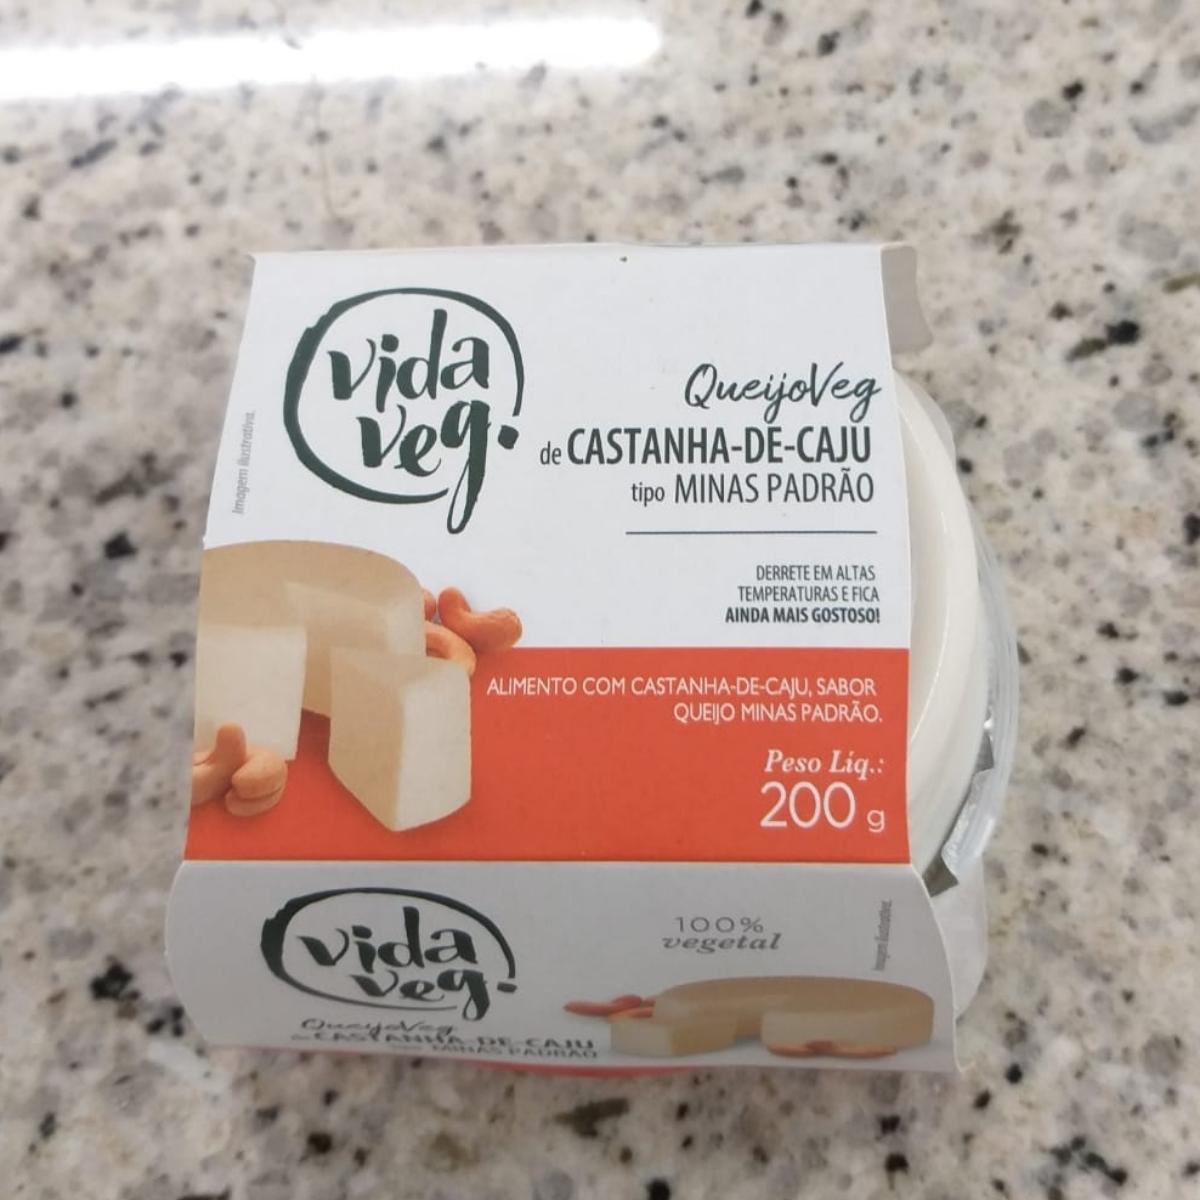 vida
veg.
QueijoVeg
de CASTANHA-DE-CAJU
tipo MINAS PADRÃO
Imagem ilustrativa.
DERRETE EM ALTAS
TEMPERATURAS E FICA
AINDA MAIS GOSTOSO!
ALIMENTO COM CASTANHA-DE-CAJU, SABOR
QUEIJO MINAS PADRÃO.
Peso Líq.:
200 g
vida
veg.
100%
vegetal
Imagem ilustrativa.
QueijoVeg
de CASTANHA-DE-CAJU
tipo MINAS PADRÃO